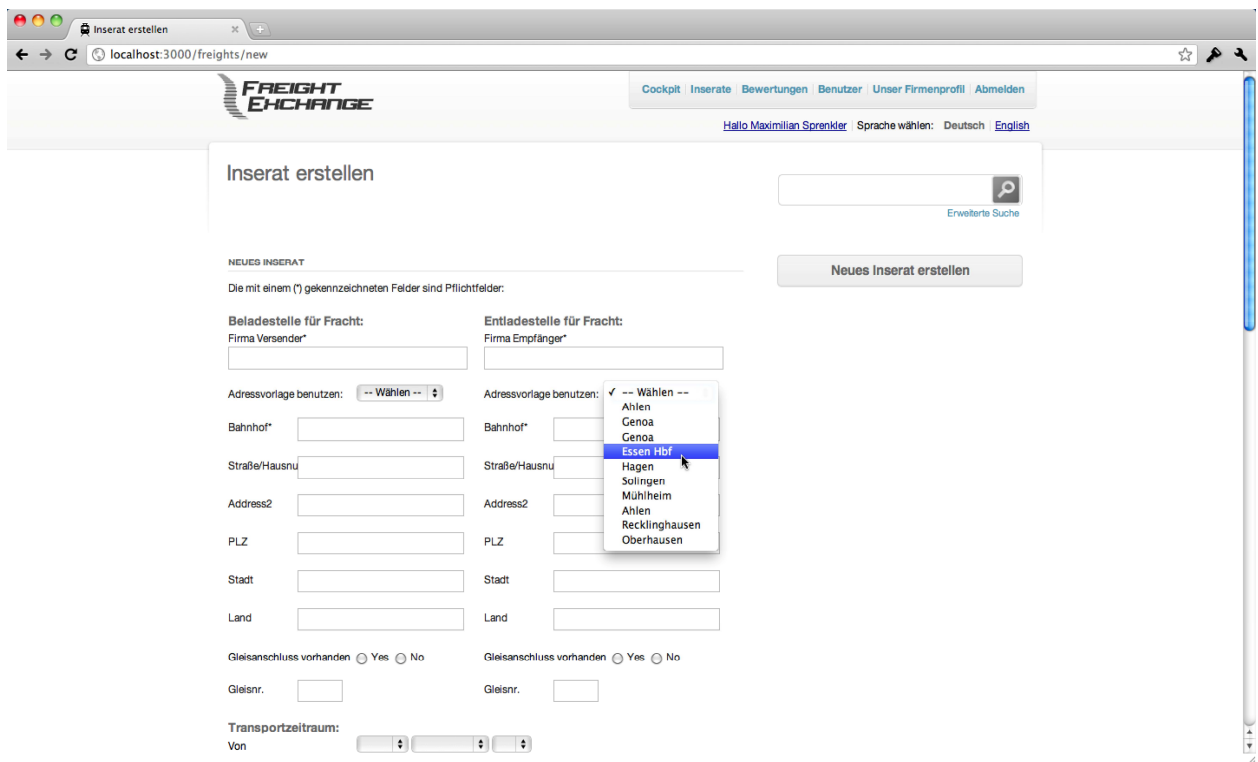 Inserat erstellen
localhost:3000/freights/new
FREIGHT
EXCHANGE
Cockpit Inserate Bewertungen Benutzer Unser Firmenprofil Abmelden
Hallo Maximilian Sprenkler Sprache wählen: Deutsch English
Inserat erstellen
Erweiterte Suche
NEUES INSERAT
Neues Inserat erstellen
Die mit einem (*) gekennzeichneten Felder sind Pflichtfelder:
Beladestelle für Fracht: Entladestelle für Fracht:
Firma Versender* Firma Empfänger*
Adressvorlage benutzen: -- Wählen -- Adressvorlage benutzen: ✓ -- Wählen --
Ahlen
Genoa
Bahnhof* Bahnhof* Genoa
Essen Hbf
Straße/Hausnu Straße/Hausnu Hagen
Solingen
Mühlheim
Address2 Address2 Ahlen
Recklinghausen
PLZ PLZ Oberhausen
Stadt Stadt
Land Land
Gleisanschluss vorhanden Yes No Gleisanschluss vorhanden Yes No
Gleisnr. Gleisnr.
Transportzeitraum:
Von